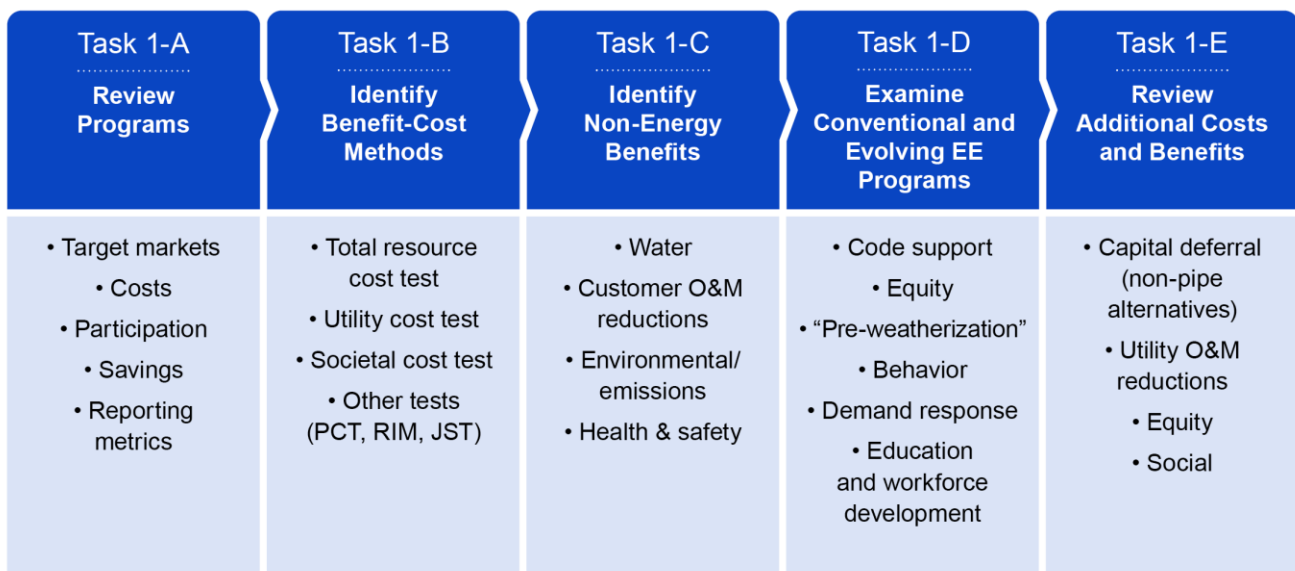 Task 1-A
Review
Programs
• Target markets
• Costs
• Participation
• Savings
• Reporting
metrics
Task 1-B
Identify
Benefit-Cost
Methods
• Total resource
cost test
• Utility cost test
• Societal cost test
• Other tests
(PCT, RIM, JST)
Task 1-C
Identify
Non-Energy
Benefits
• Water
• Customer O&M
reductions
• Environmental/
emissions
• Health & safety
Task 1-D
Examine
Conventional and
Evolving EE
Programs
• Code support
• Equity
• “Pre-weatherization”
• Behavior
• Demand response
• Education
and workforce
development
Task 1-E
Review
Additional Costs
and Benefits
• Capital deferral
(non-pipe
alternatives)
• Utility O&M
reductions
• Equity
• Social